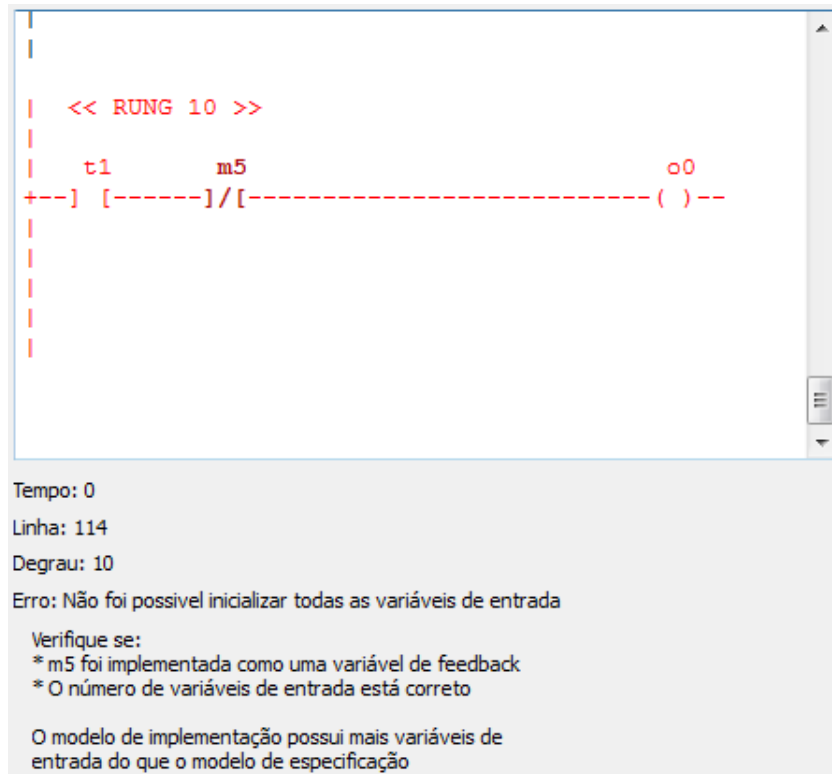 |
|
| << RUNG 10 >>
|
| t1 m5 o0
+--] [------]/[---------------------------( )--
|
|
|
|
|
Tempo: 0
Linha: 114
Degrau: 10
Erro: Não foi possivel inicializar todas as variáveis de entrada
Verifique se:
* m5 foi implementada como uma variável de feedback
* O número de variáveis de entrada está correto
O modelo de implementação possui mais variáveis de
entrada do que o modelo de especificação